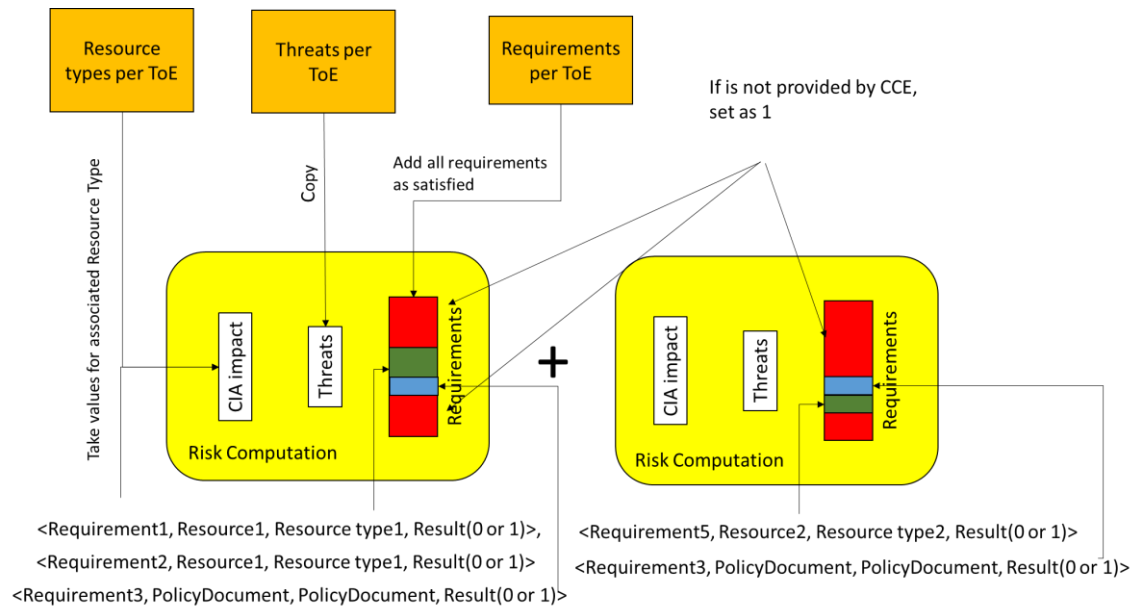 Resource
types per ToE
Threats per
ToE
Requirements
per ToE
If is not provided by CCE,
set as 1
Take values for associated Resource Type
Copy
Add all requirements
as satisfied
CIA impact
Threats
Requirements
Risk Computation
+
CIA impact
Threats
Requirements
Risk Computation
<Requirement1, Resource1, Resource type1, Result(0 or 1)>,
<Requirement2, Resource1, Resource type1, Result(0 or 1)>
<Requirement3, PolicyDocument, PolicyDocument, Result(0 or 1)>
<Requirement5, Resource2, Resource type2, Result(0 or 1)>
<Requirement3, PolicyDocument, PolicyDocument, Result(0 or 1)>